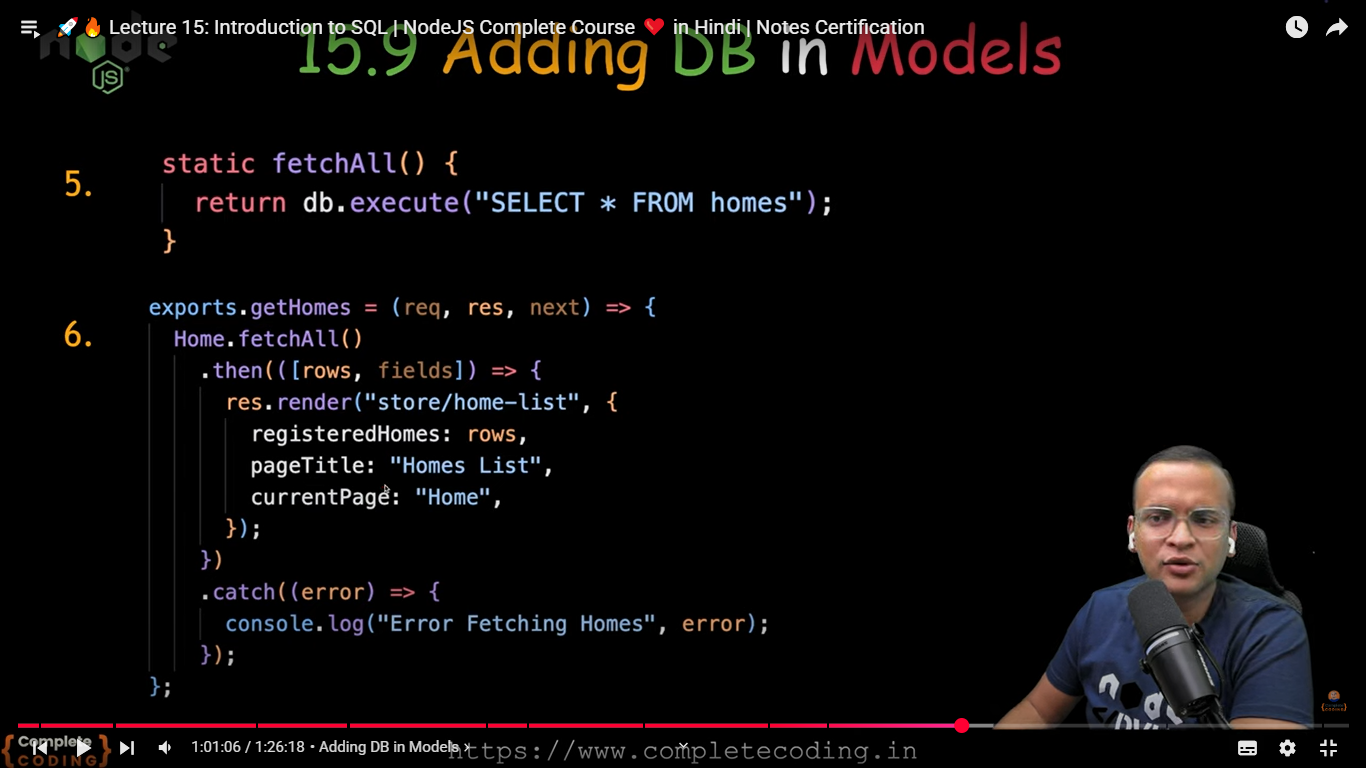 🚀🔥 Lecture 15: Introduction to SQL | NodeJS Complete Course ❤️ in Hindi | Notes Certification
node
JS
15.9 Adding DB in Models
5.
static fetchAll() {
return db.execute("SELECT * FROM homes");
}
6.
exports.getHomes = (req, res, next) => {
Home.fetchAll()
.then(([rows, fields]) => {
res.render("store/home-list", {
registeredHomes: rows,
pageTitle: "Homes List",
currentPage: "Home",
});
})
.catch((error) => {
console.log("Error Fetching Homes", error);
});
};
Complete
CODING
1:01:06 / 1:26:18 • Adding DB in Models ›
https://www.completecoding.in